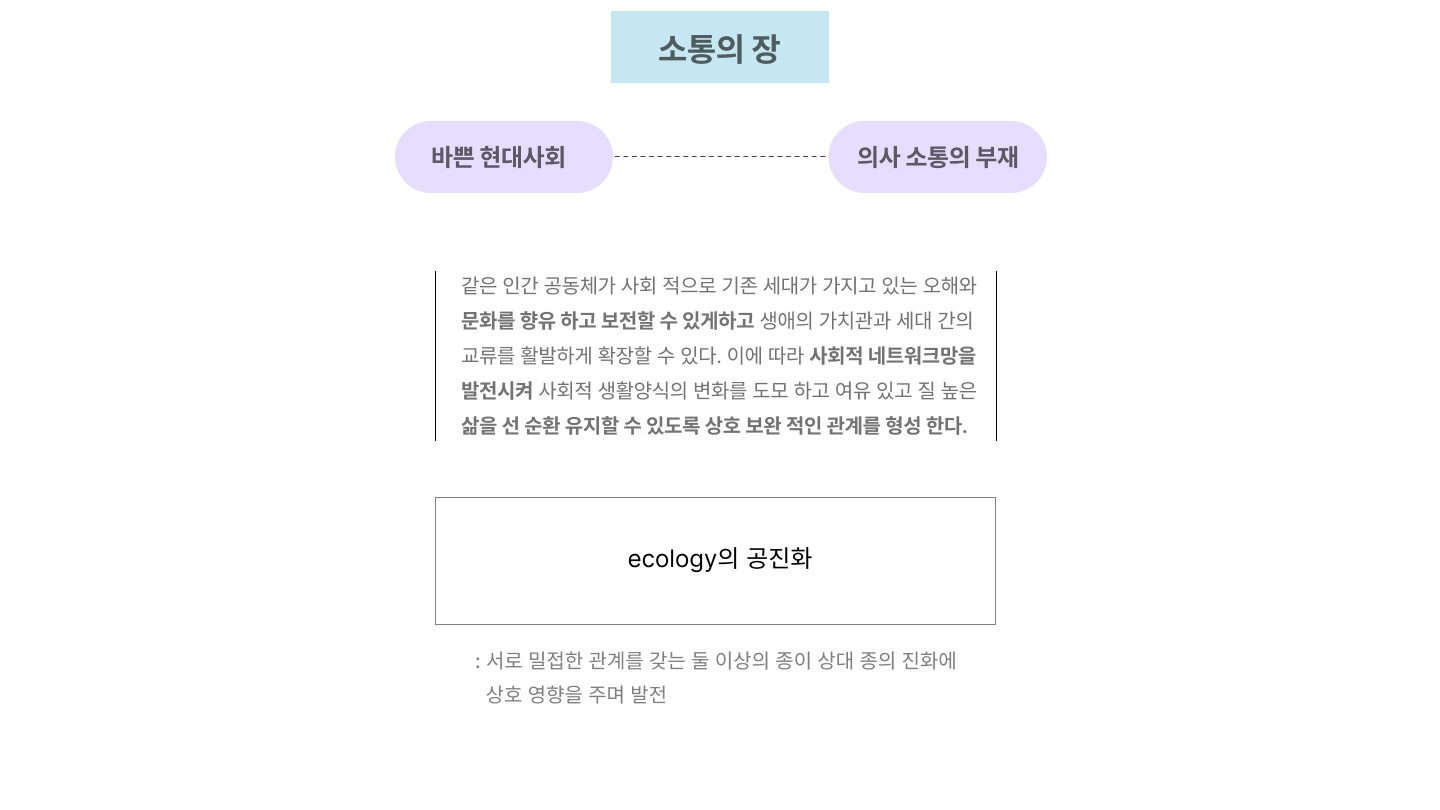 소통의 장
바쁜 현대사회
의사 소통의 부재
같은 인간 공동체가 사회 적으로 기존 세대가 가지고 있는 오해와
문화를 향유 하고 보전할 수 있게하고 생애의 가치관과 세대 간의
교류를 활발하게 확장할 수 있다. 이에 따라 사회적 네트워크망을
발전시켜 사회적 생활양식의 변화를 도모 하고 여유 있고 질 높은
삶을 선 순환 유지할 수 있도록 상호 보완 적인 관계를 형성 한다.
ecology의 공진화
: 서로 밀접한 관계를 갖는 둘 이상의 종이 상대 종의 진화에
상호 영향을 주며 발전